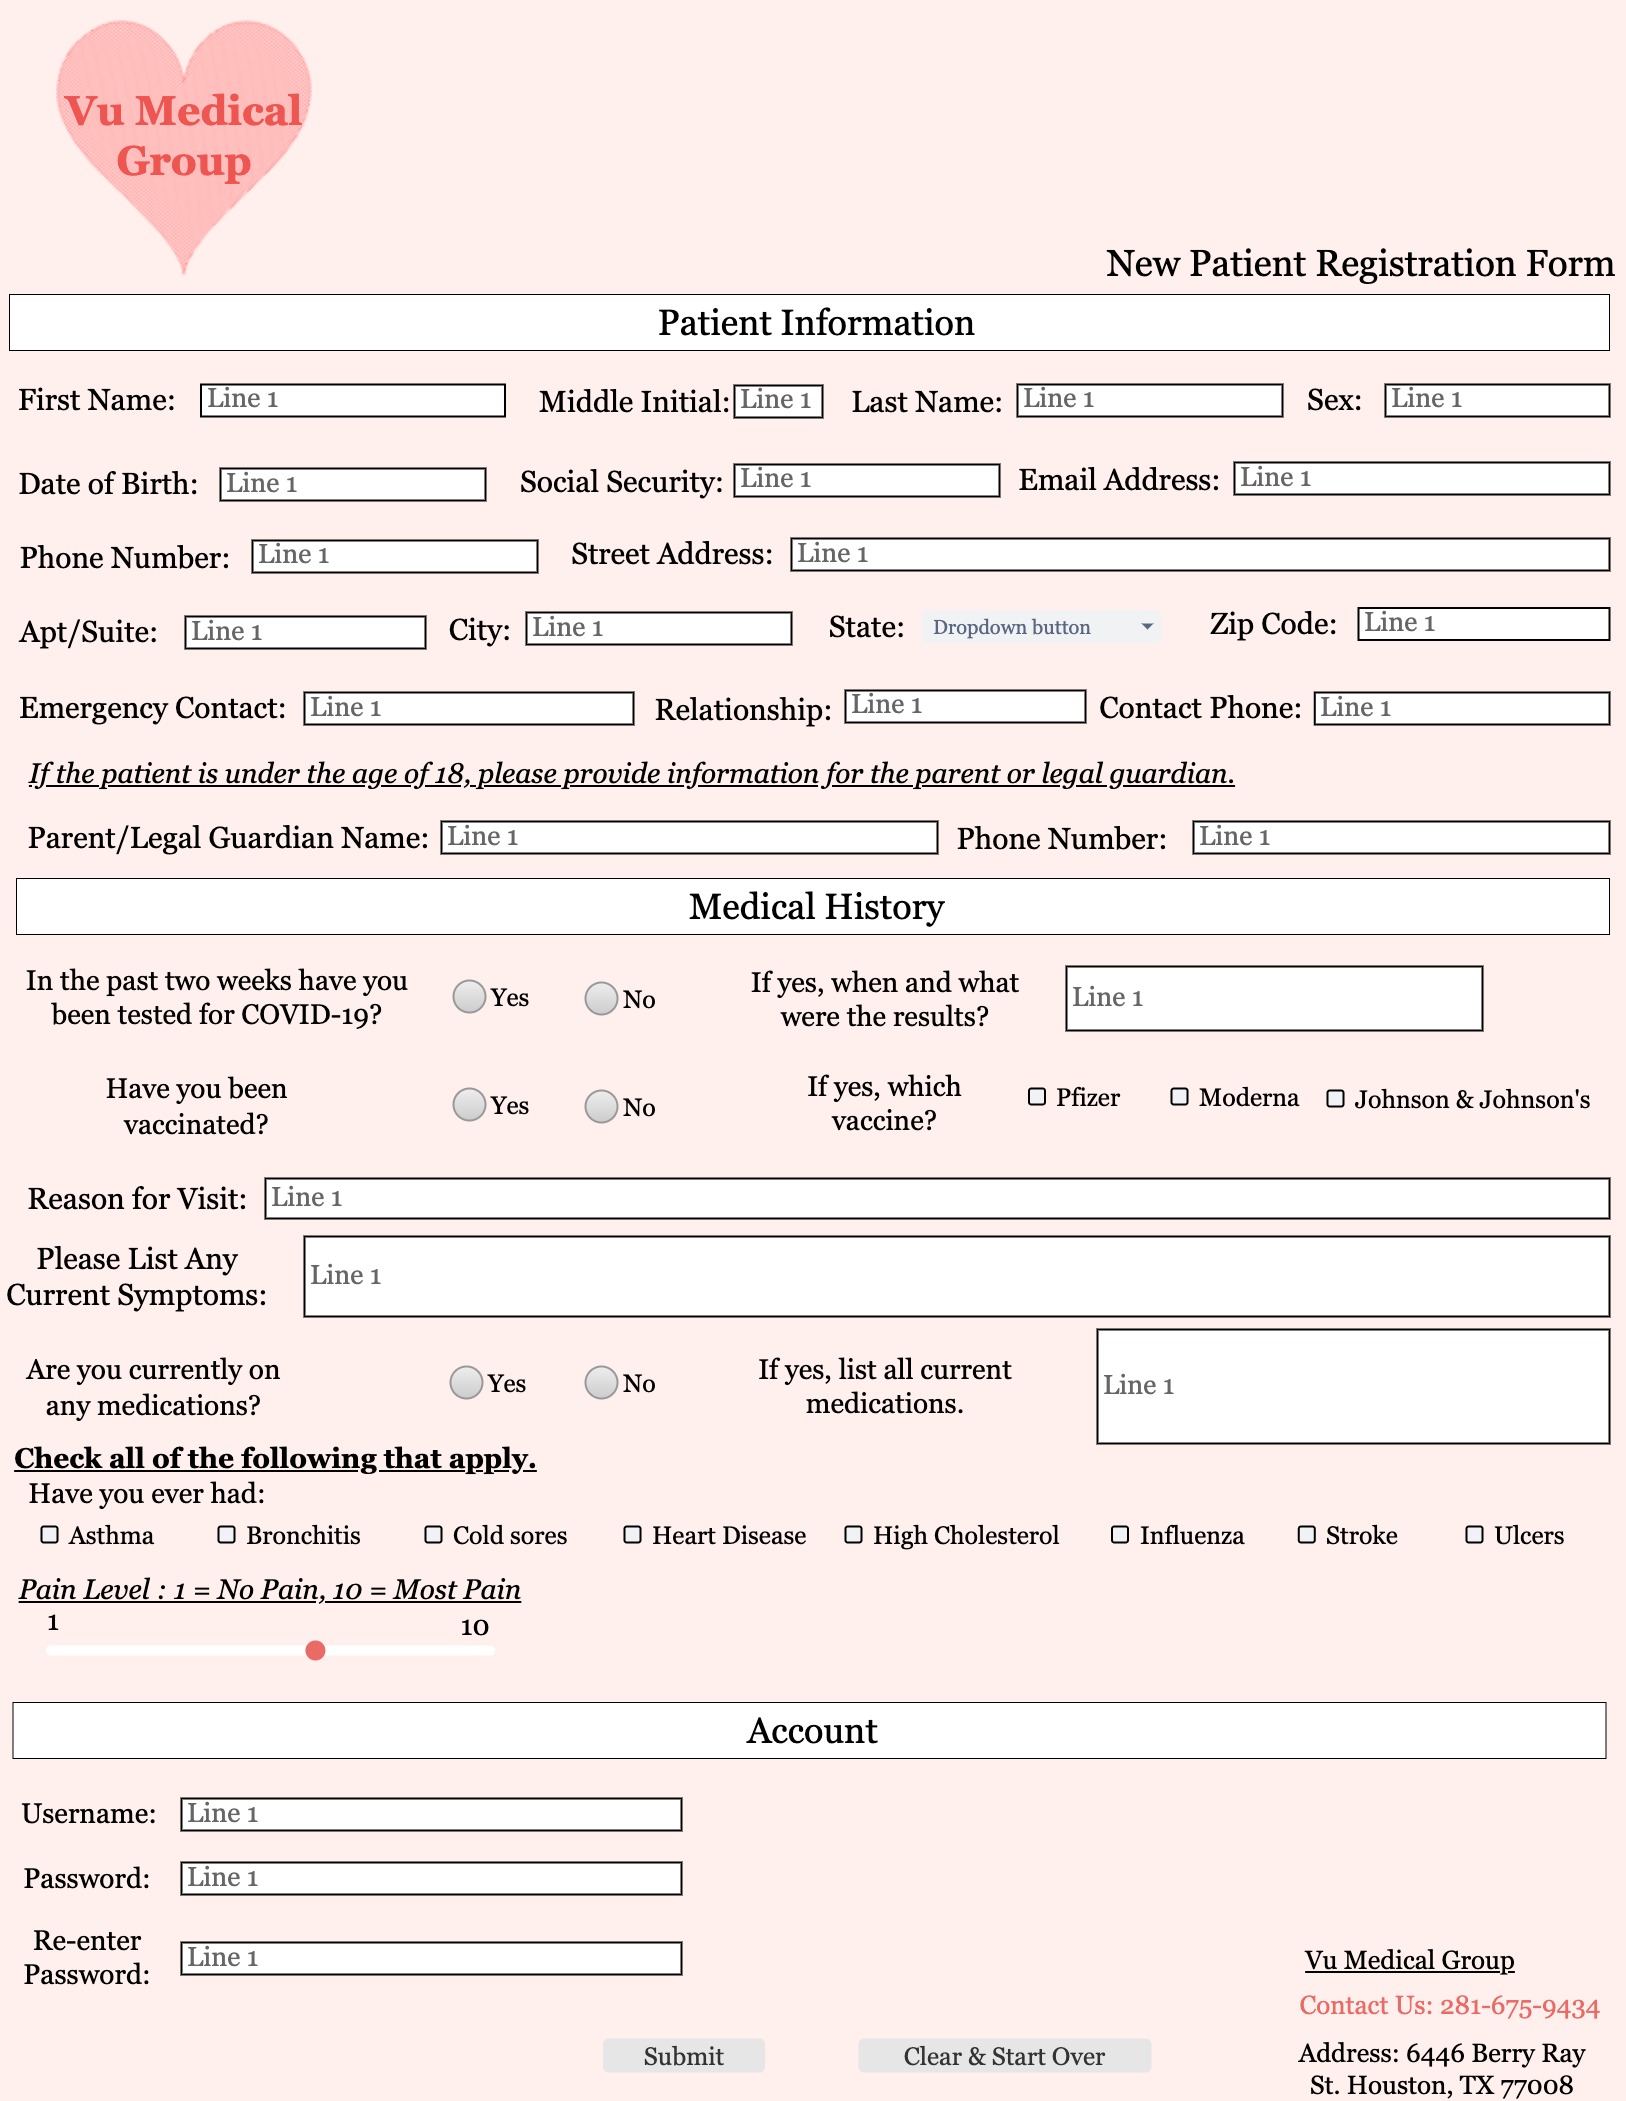 Vu Medical
Group
New Patient Registration Form
Patient Information
First Name: Line 1 Middle Initial: Line 1 Last Name: Line 1 Sex: Line 1
Date of Birth: Line 1 Social Security: Line 1 Email Address: Line 1
Phone Number: Line 1 Street Address: Line 1
Apt/Suite: Line 1 City: Line 1 State: Dropdown button Zip Code: Line 1
Emergency Contact: Line 1 Relationship: Line 1 Contact Phone: Line 1
If the patient is under the age of 18, please provide information for the parent or legal guardian.
Parent/Legal Guardian Name: Line 1 Phone Number: Line 1
Medical History
In the past two weeks have you
been tested for COVID-19?
Yes No
If yes, when and what
were the results?
Line 1
Have you been
vaccinated?
Yes No
If yes, which
vaccine?
Pfizer Moderna Johnson & Johnson's
Reason for Visit: Line 1
Please List Any
Current Symptoms:
Line 1
Are you currently on
any medications?
Yes No
If yes, list all current
medications.
Line 1
Check all of the following that apply.
Have you ever had:
Asthma Bronchitis Cold sores Heart Disease High Cholesterol Influenza Stroke Ulcers
Pain Level : 1 = No Pain, 10 = Most Pain
1 10
Account
Username: Line 1
Password: Line 1
Re-enter
Password:
Line 1
Submit Clear & Start Over
Vu Medical Group
Contact Us: 281-675-9434
Address: 6446 Berry Ray
St. Houston, TX 77008